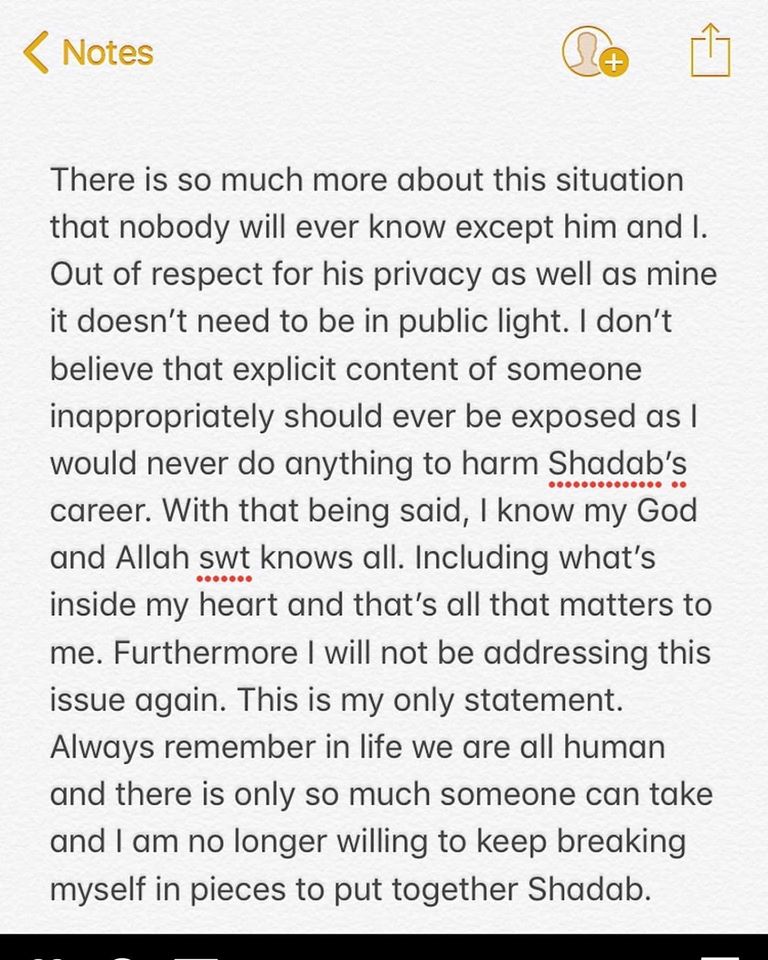 Notes
There is so much more about this situation
that nobody will ever know except him and I.
Out of respect for his privacy as well as mine
it doesn’t need to be in public light. I don’t
believe that explicit content of someone
inappropriately should ever be exposed as I
would never do anything to harm Shadab’s
career. With that being said, I know my God
and Allah swt knows all. Including what’s
inside my heart and that’s all that matters to
me. Furthermore I will not be addressing this
issue again. This is my only statement.
Always remember in life we are all human
and there is only so much someone can take
and I am no longer willing to keep breaking
myself in pieces to put together Shadab.